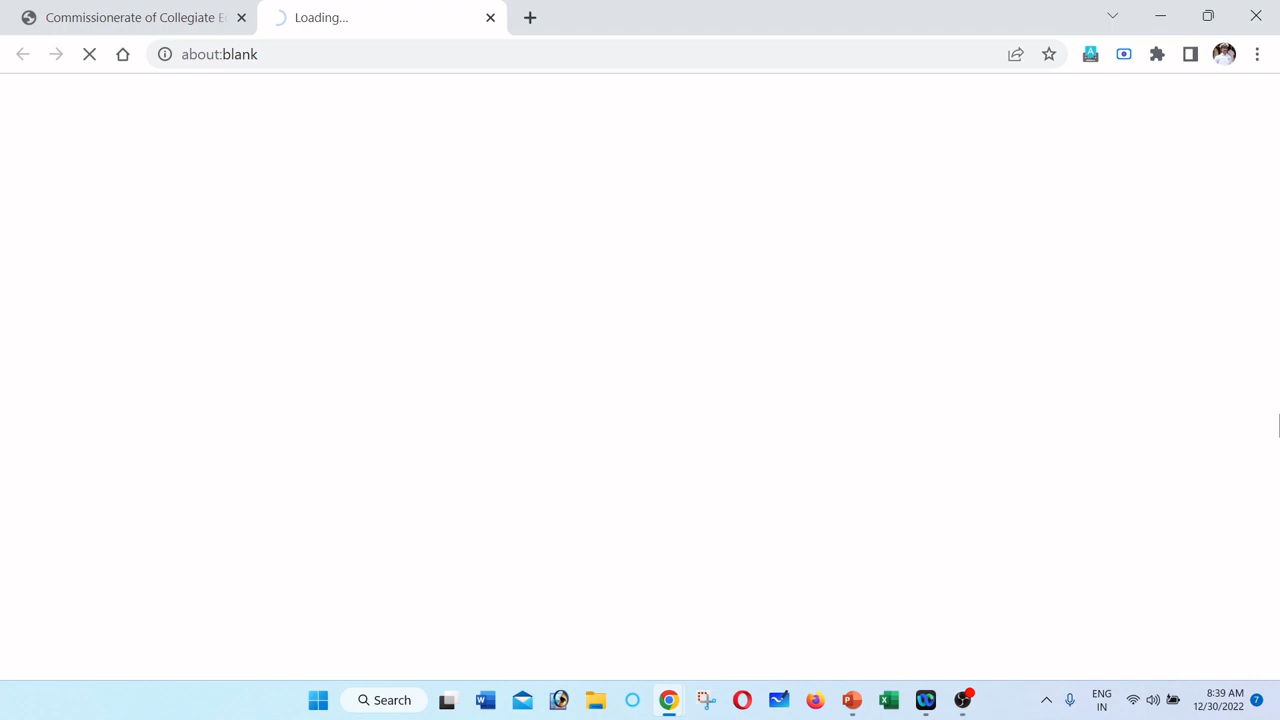 Commissionerate of Collegiate E
Loading...
about:blank
Search
ENG
IN
8:39 AM
12/30/2022
7